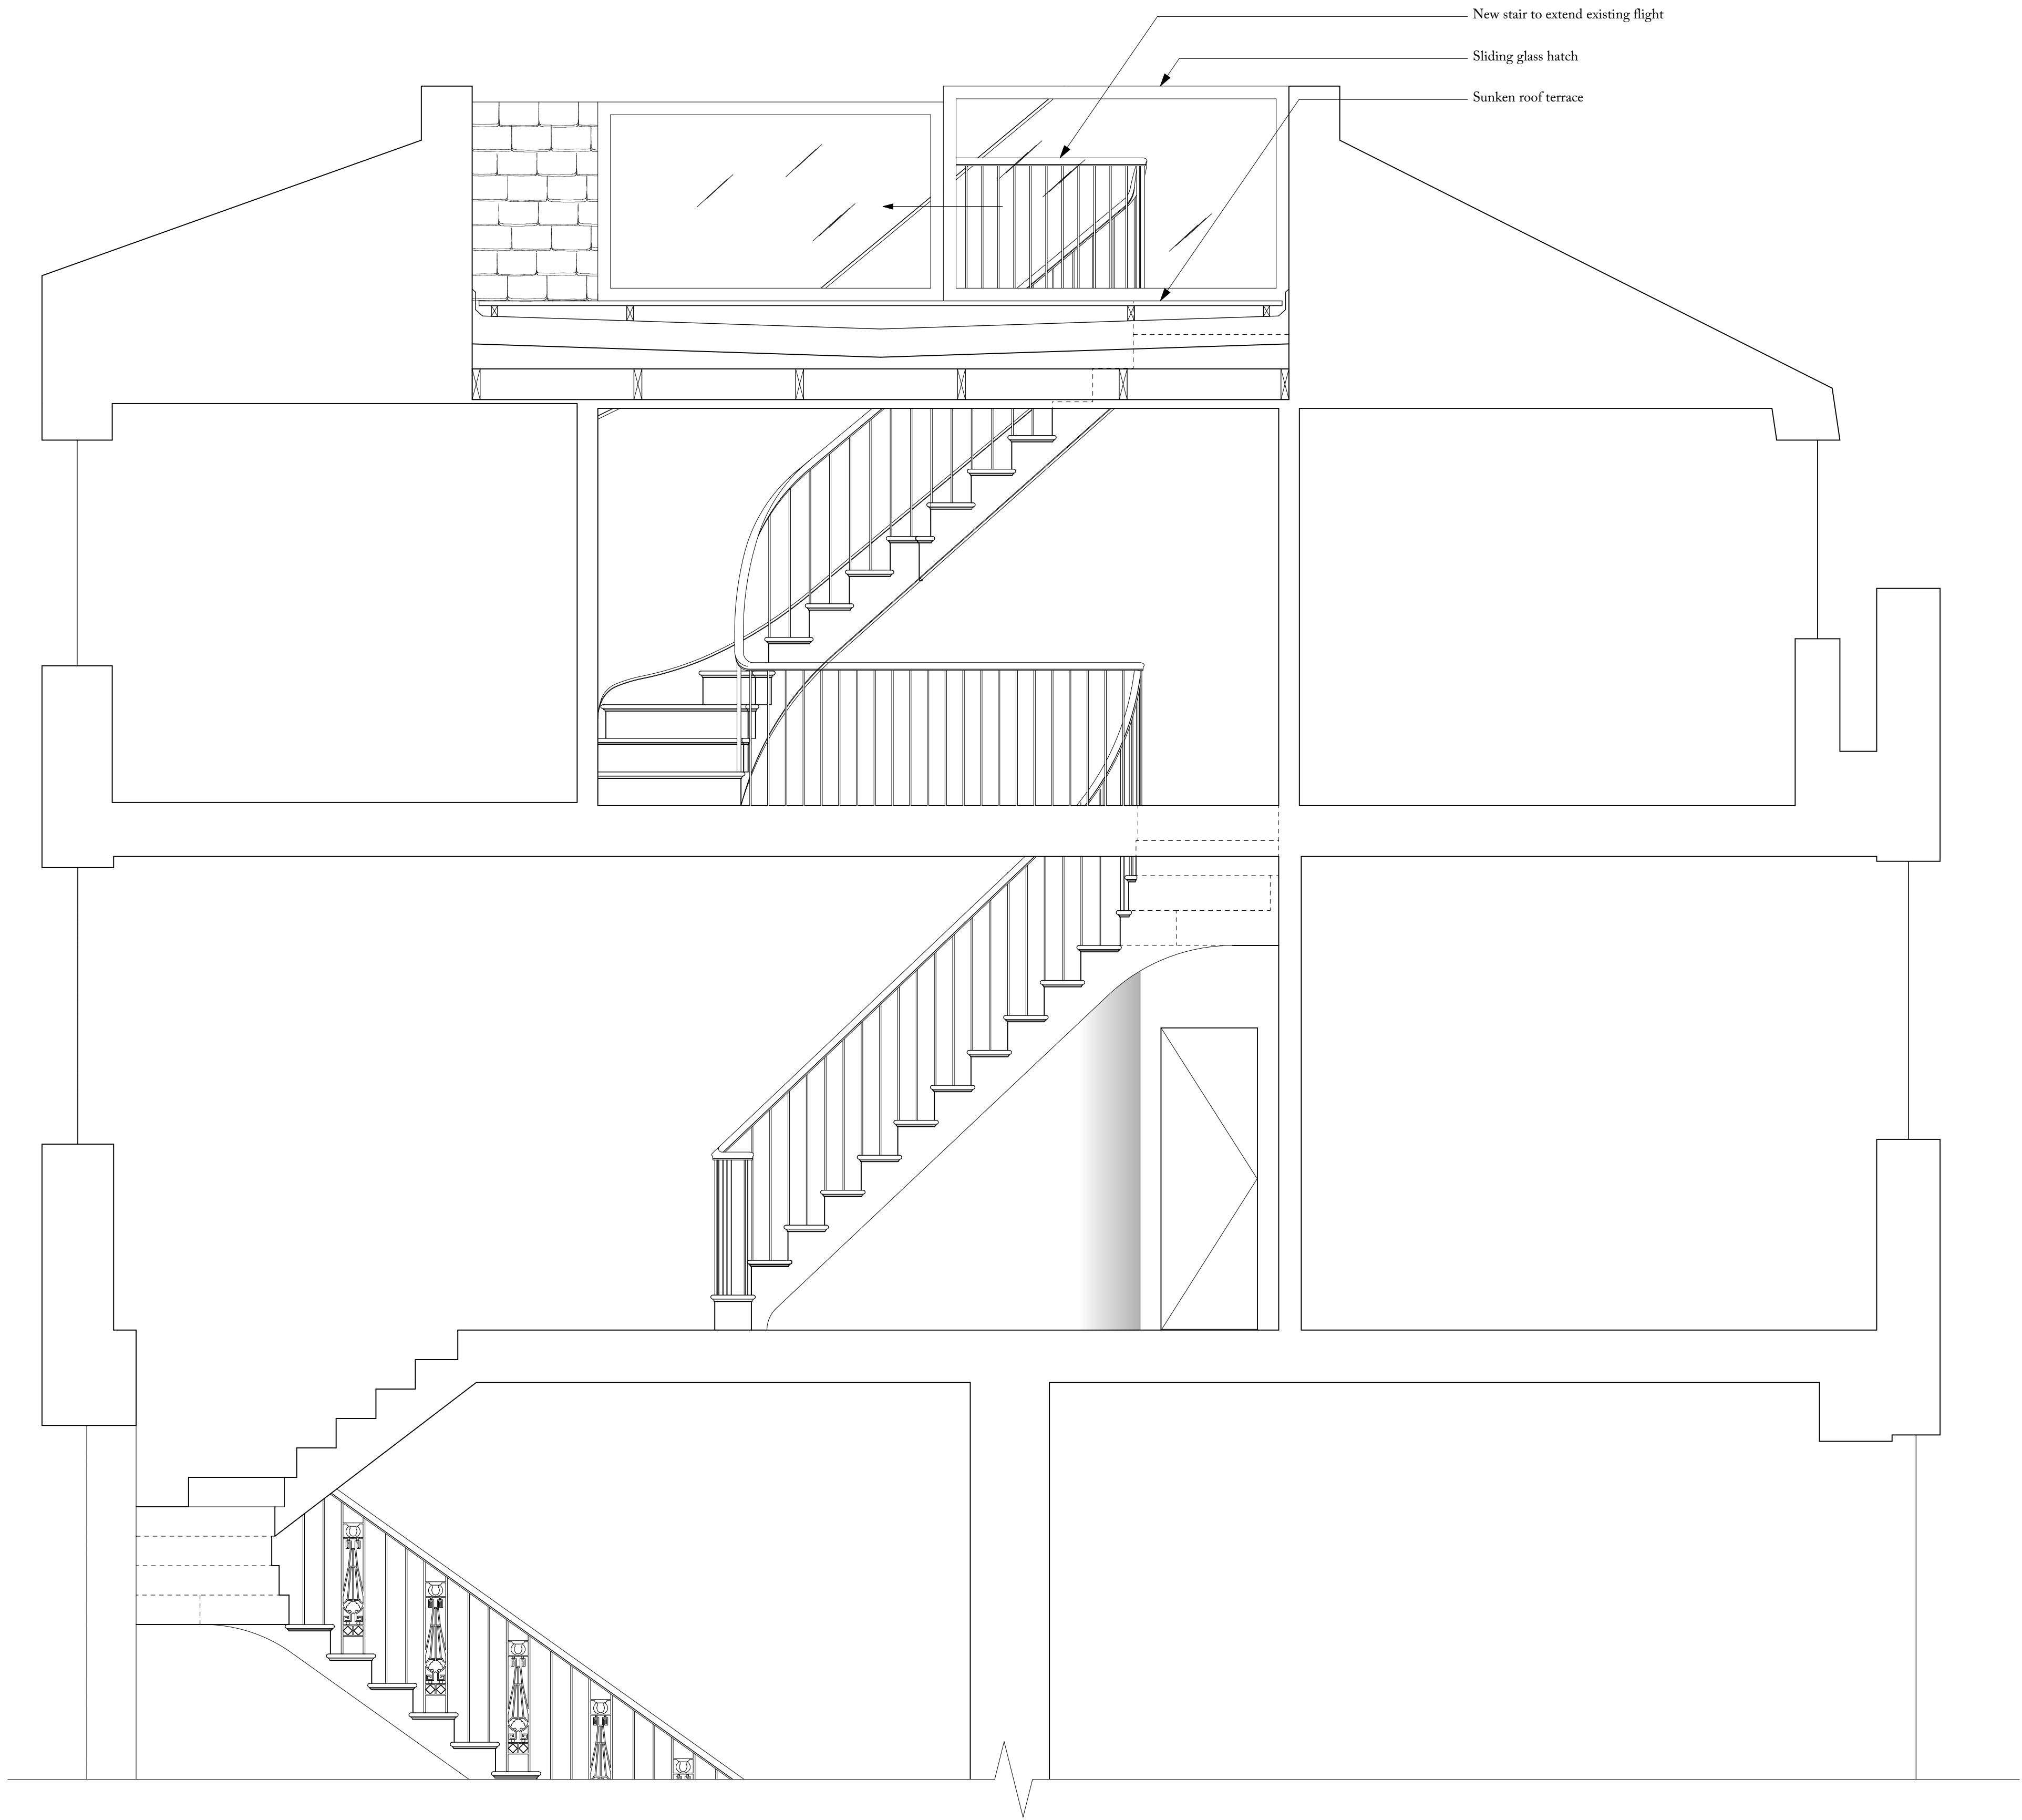 New stair to extend existing flight
Sliding glass hatch
Sunken roof terrace